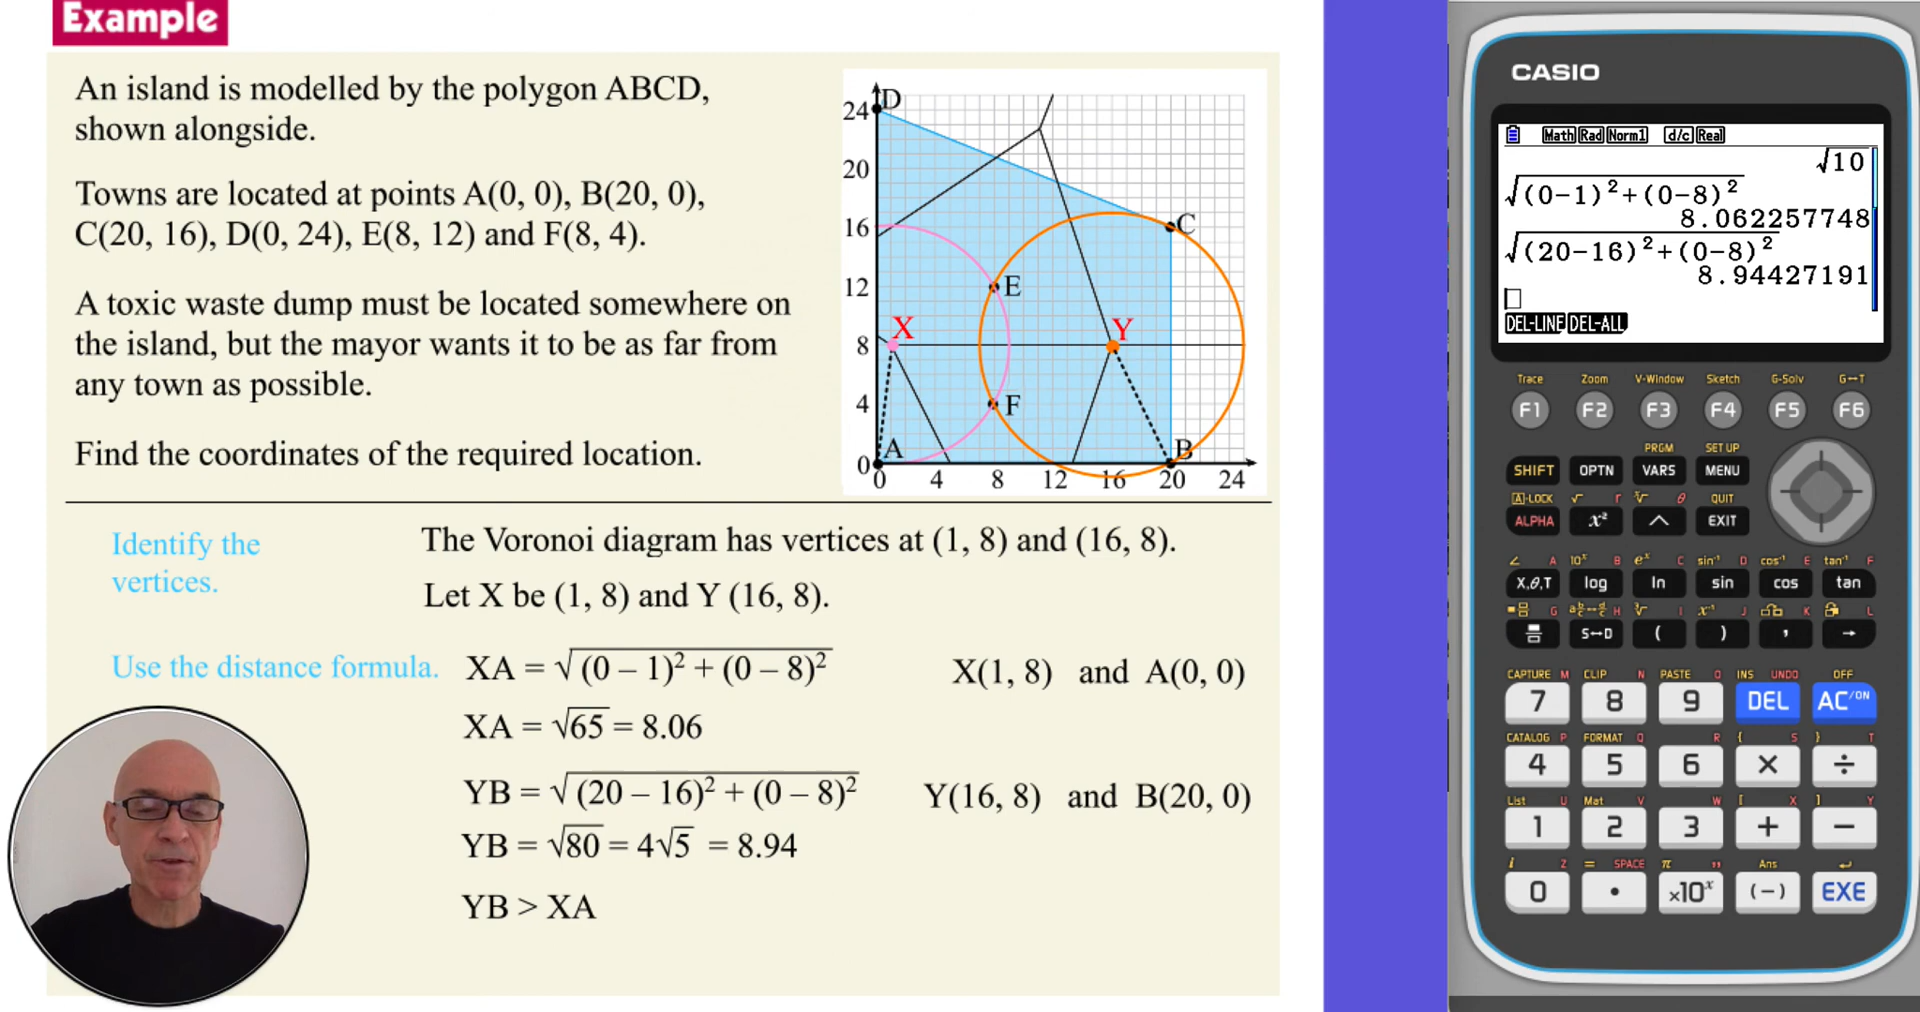 Example
An island is modelled by the polygon ABCD,
shown alongside.
Towns are located at points A(0, 0), B(20, 0),
C(20, 16), D(0, 24), E(8, 12) and F(8, 4).
A toxic waste dump must be located somewhere on
the island, but the mayor wants it to be as far from
any town as possible.
Find the coordinates of the required location.
24 D
20
16 C
12 E
X Y
8
4 F
A B
0
0 4 8 12 16 20 24
Identify the
vertices.
The Voronoi diagram has vertices at (1, 8) and (16, 8).
Let X be (1, 8) and Y (16, 8).
Use the distance formula. XA = √(0 – 1)² + (0 – 8)² X(1, 8) and A(0, 0)
XA = √65 = 8.06
YB = √(20 – 16)² + (0 – 8)² Y(16, 8) and B(20, 0)
YB = √80 = 4√5 = 8.94
YB > XA
CASIO
Math Rad Norm1 d/c Real
√10
√(0-1)²+(0-8)²
8.062257748
√(20-16)²+(0-8)²
8.94427191
DEL-LINE DEL-ALL
Trace Zoom V-Window Sketch G-Solv G↔T
F1 F2 F3 F4 F5 F6
PRGM SET UP
SHIFT OPTN VARS MENU
A-LOCK √ r ˣ√ θ QUIT
ALPHA x² ^ EXIT
∠ A 10ˣ B eˣ C sin⁻¹ D cos⁻¹ E tan⁻¹ F
X,θ,T log ln sin cos tan
G H ³√ I x⁻¹ J K L
S↔D ( ) , →
CAPTURE M CLIP N PASTE O INS UNDO OFF
7 8 9 DEL AC/ON
CATALOG P FORMAT Q R { S } T
4 5 6 × ÷
List U Mat V W [ X ] Y
1 2 3 + −
i Z = SPACE π " Ans ↵
0 • ×10ˣ (−) EXE